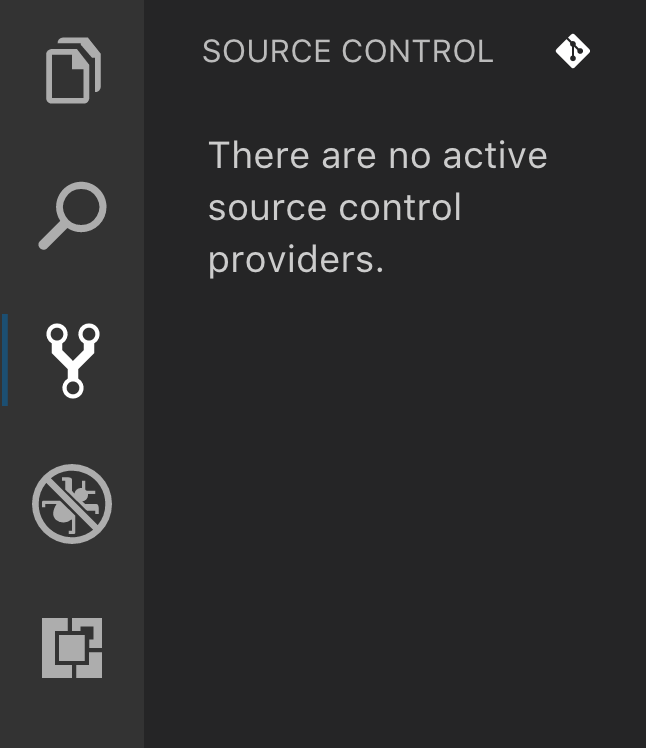 SOURCE CONTROL
There are no active
source control
providers.